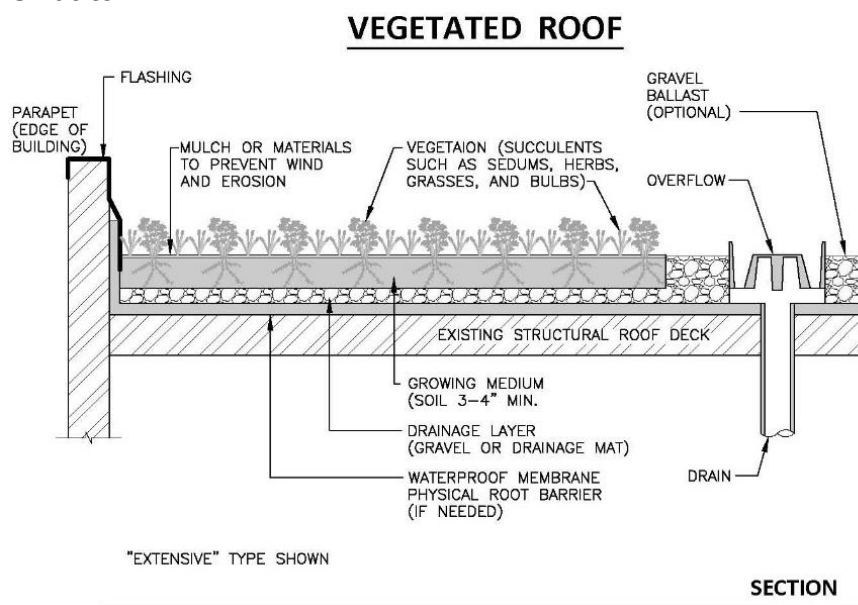 VEGETATED ROOF
FLASHING
PARAPET
(EDGE OF
BUILDING)
MULCH OR MATERIALS
TO PREVENT WIND
AND EROSION
VEGETAION (SUCCULENTS
SUCH AS SEDUMS, HERBS,
GRASSES, AND BULBS)
GRAVEL
BALLAST
(OPTIONAL)
OVERFLOW
EXISTING STRUCTURAL ROOF DECK
GROWING MEDIUM
(SOIL 3-4" MIN.
DRAINAGE LAYER
(GRAVEL OR DRAINAGE MAT)
WATERPROOF MEMBRANE
PHYSICAL ROOT BARRIER
(IF NEEDED)
DRAIN
"EXTENSIVE" TYPE SHOWN
SECTION